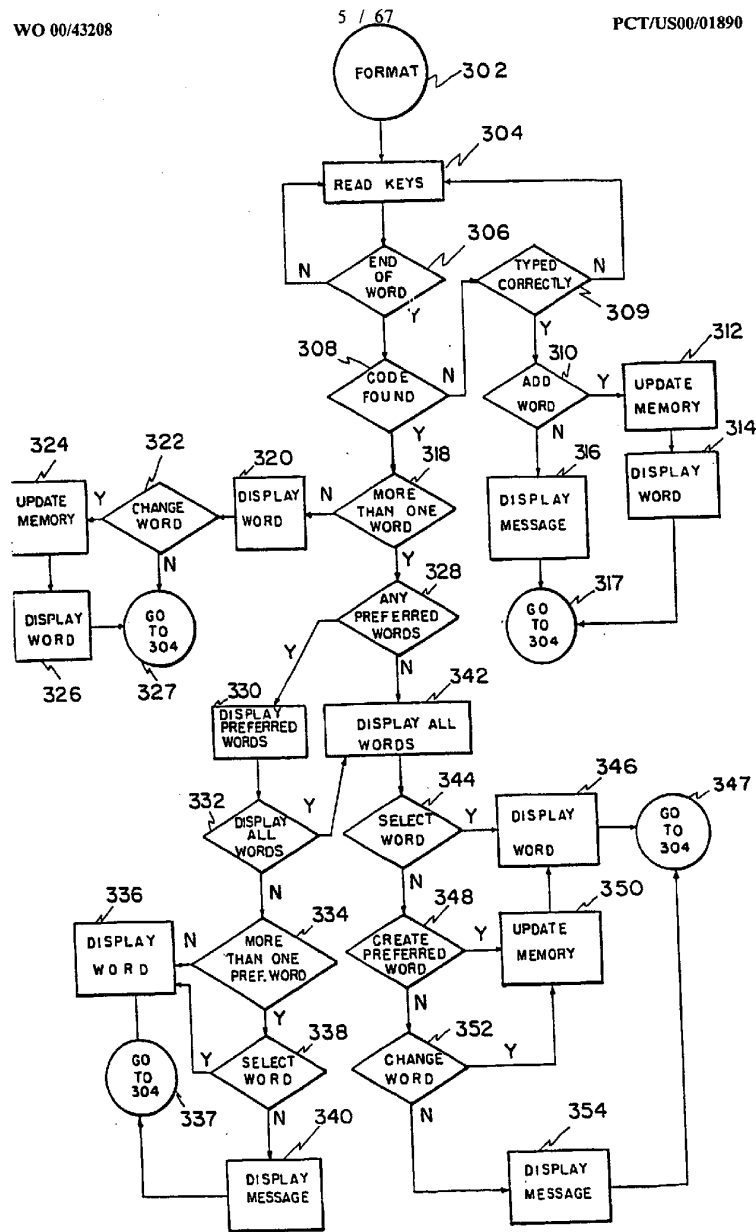 WO 00/43208
5 / 67
PCT/US00/01890
FORMAT
302
304
READ KEYS
306
N
END
OF
WORD
Y
TYPED
CORRECTLY
N
309
Y
308
CODE
FOUND
N
Y
310
ADD
WORD
Y
N
312
UPDATE
MEMORY
314
DISPLAY
WORD
316
DISPLAY
MESSAGE
317
GO
TO
304
318
MORE
THAN ONE
WORD
N
Y
320
DISPLAY
WORD
322
CHANGE
WORD
Y
N
324
UPDATE
MEMORY
326
DISPLAY
WORD
GO
TO
304
327
328
ANY
PREFERRED
WORDS
Y
N
330
DISPLAY
PREFERRED
WORDS
342
DISPLAY ALL
WORDS
332
DISPLAY
ALL
WORDS
Y
N
344
SELECT
WORD
Y
N
346
DISPLAY
WORD
347
GO
TO
304
334
MORE
THAN ONE
PREF. WORD
N
Y
336
DISPLAY
WORD
348
CREATE
PREFERRED
WORD
Y
N
350
UPDATE
MEMORY
338
SELECT
WORD
Y
N
GO
TO
304
337
352
CHANGE
WORD
Y
N
340
DISPLAY
MESSAGE
354
DISPLAY
MESSAGE